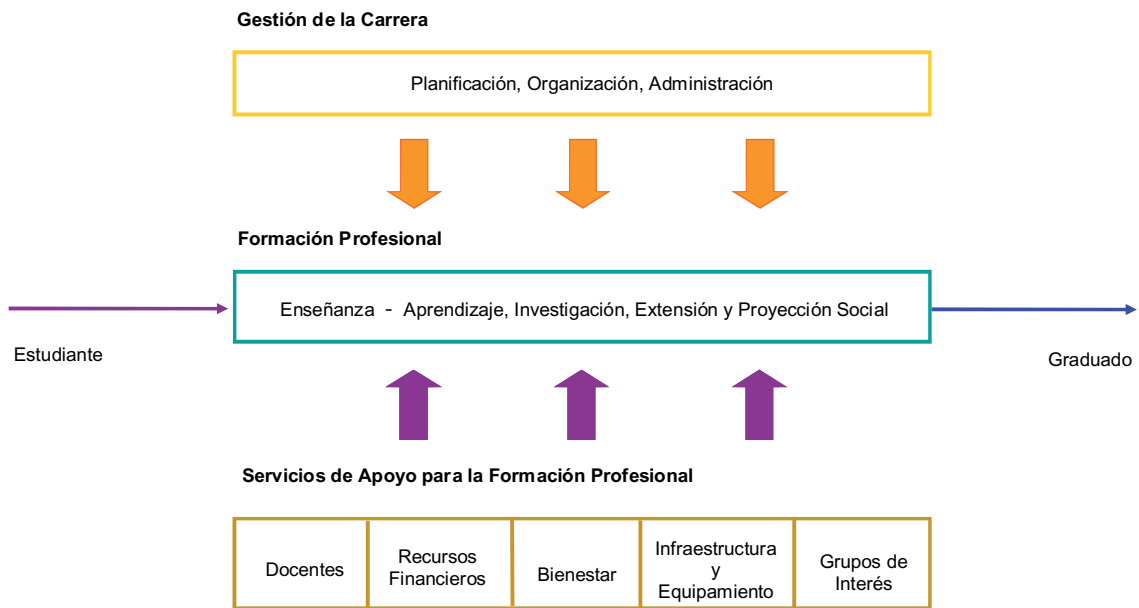 Gestión de la Carrera
Planificación, Organización, Administración
Formación Profesional
Enseñanza - Aprendizaje, Investigación, Extensión y Proyección Social
Estudiante
Graduado
Servicios de Apoyo para la Formación Profesional
Docentes
Recursos
Financieros
Bienestar
Infraestructura
y
Equipamiento
Grupos de
Interés